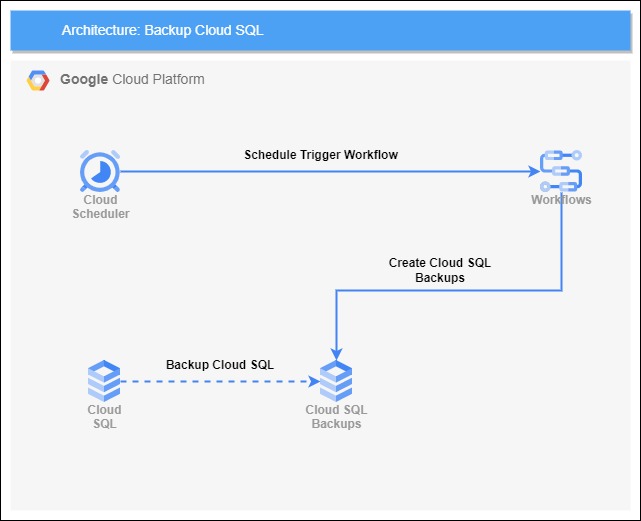 Architecture: Backup Cloud SQL
Google Cloud Platform
Schedule Trigger Workflow
Cloud
Scheduler
Workflows
Create Cloud SQL
Backups
Backup Cloud SQL
Cloud
SQL
Cloud SQL
Backups